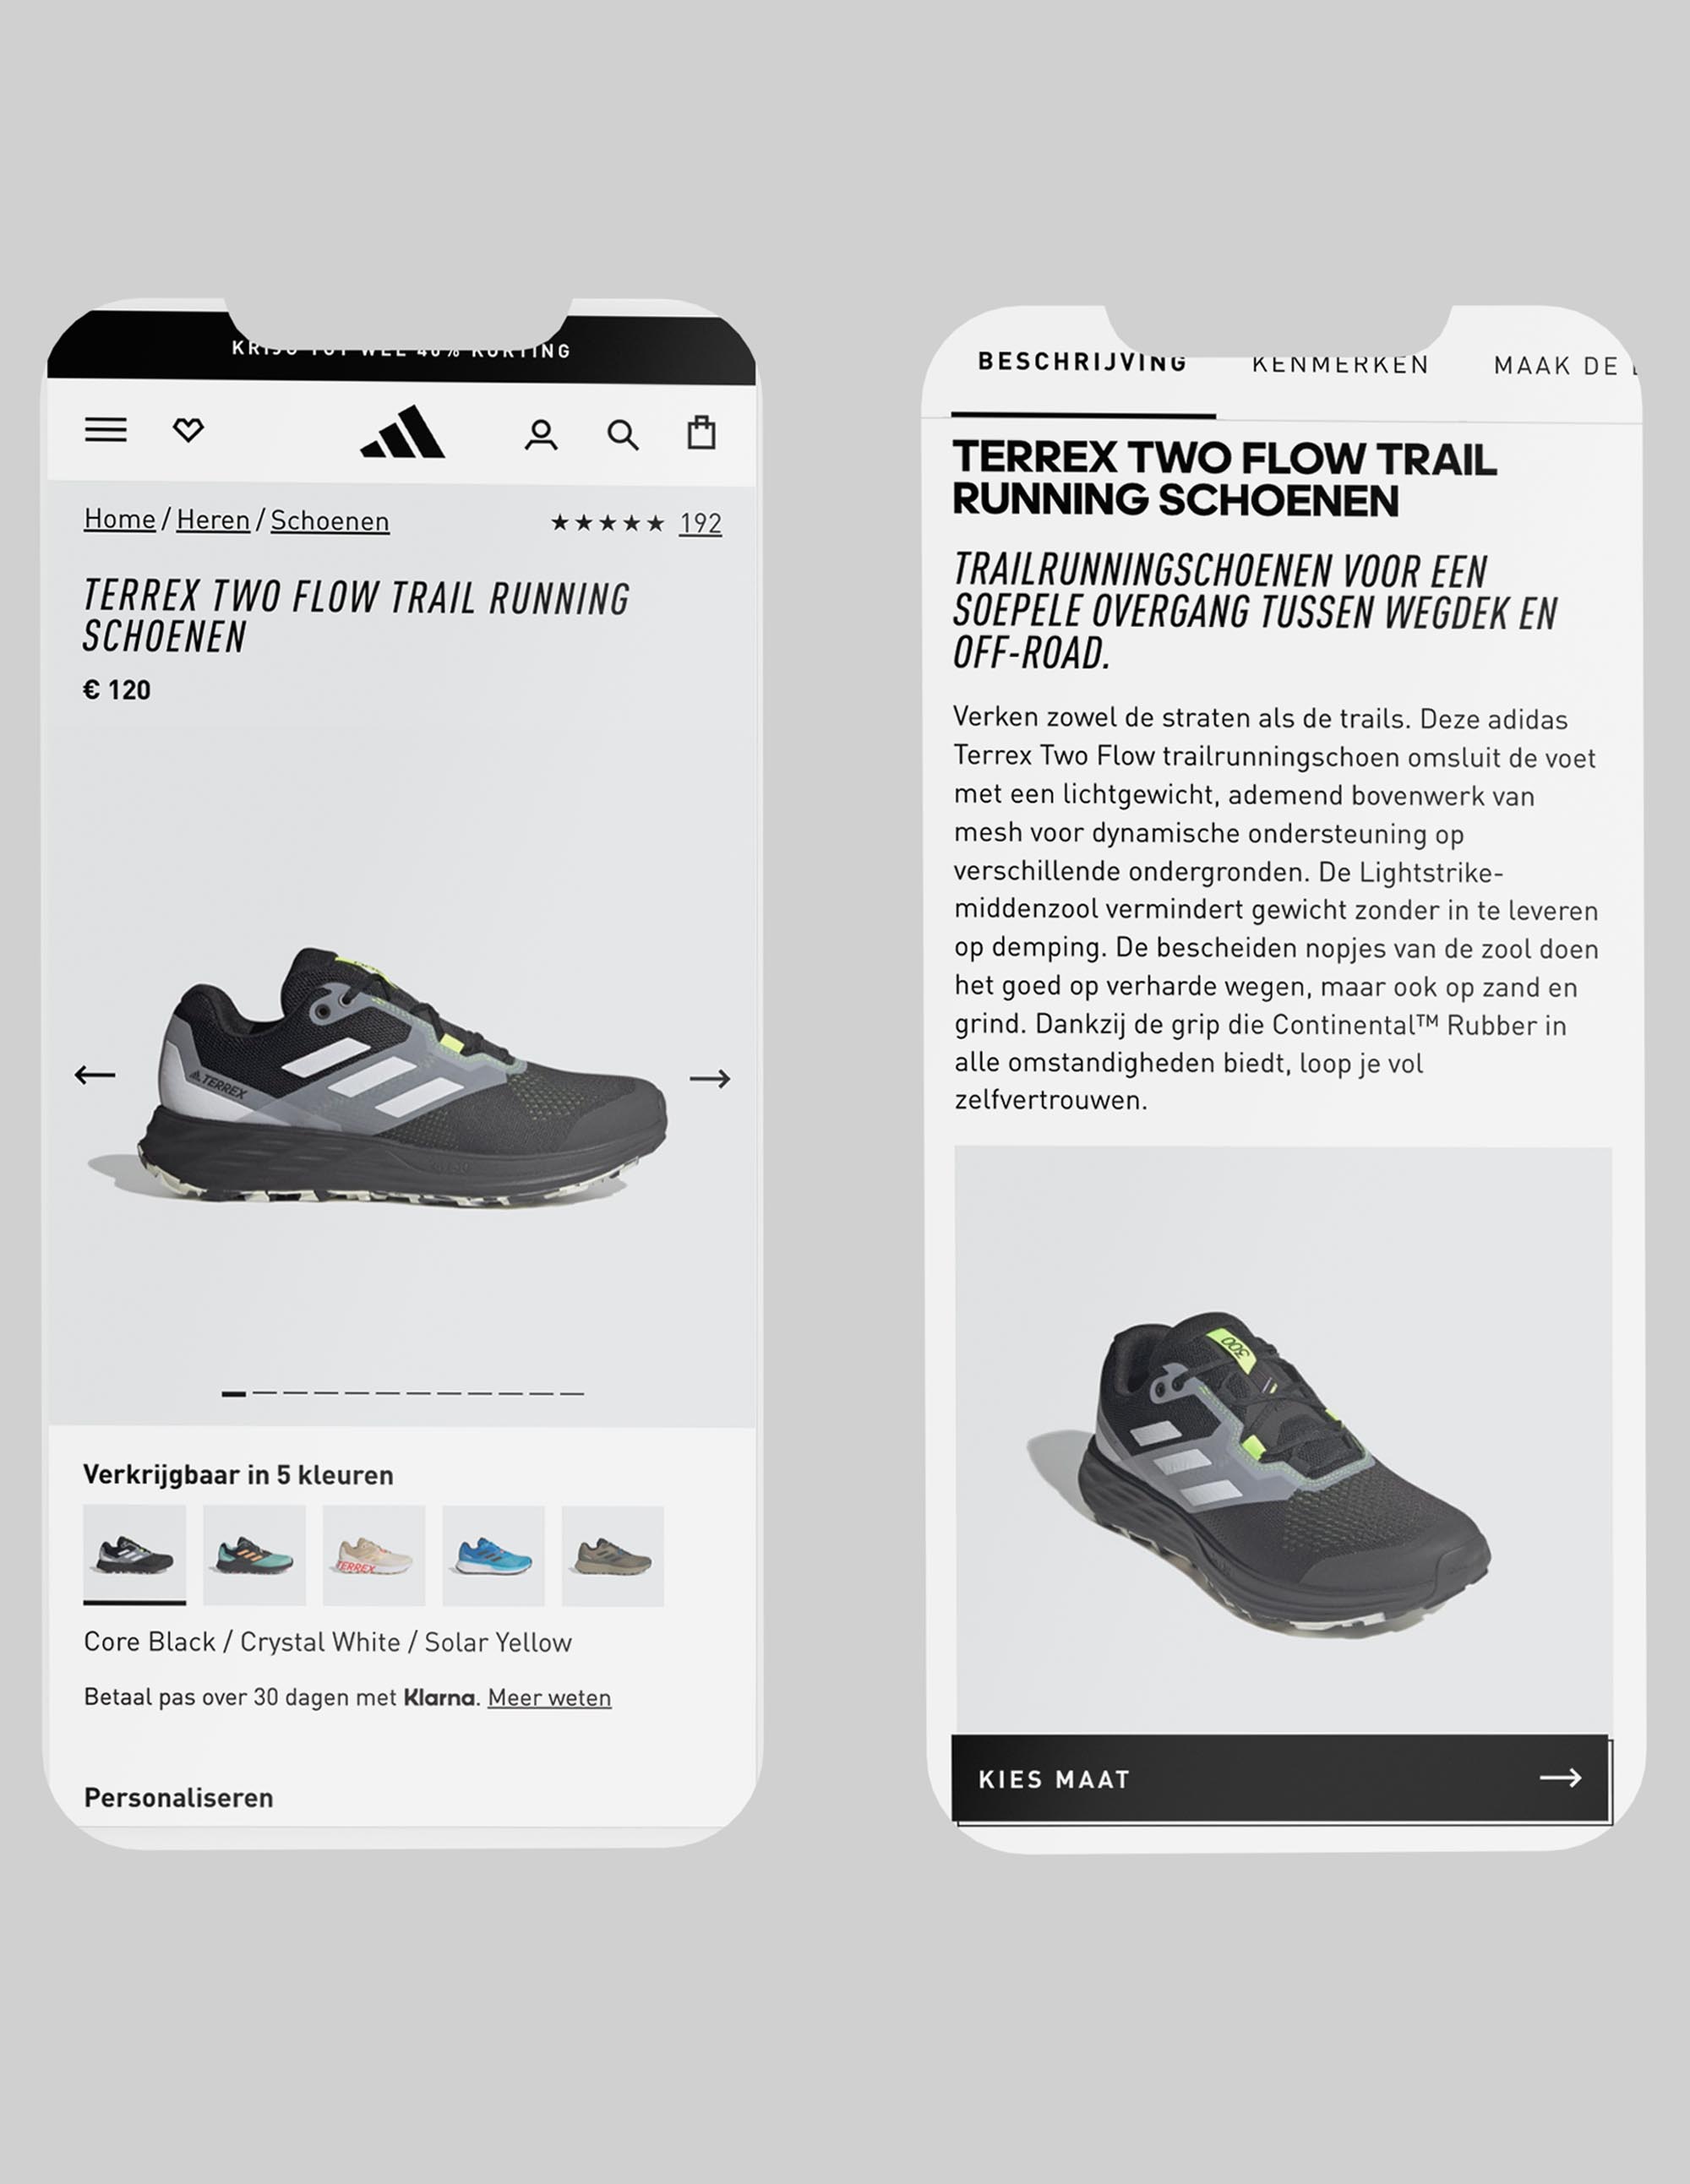 KRIJG TOT WEL 40% KORTING
Home / Heren / Schoenen
192
TERREX TWO FLOW TRAIL RUNNING
SCHOENEN
€ 120
TERREX
Verkrijgbaar in 5 kleuren
TERREX
Core Black / Crystal White / Solar Yellow
Betaal pas over 30 dagen met Klarna. Meer weten
Personaliseren
BESCHRIJVING
KENMERKEN
MAAK DE
TERREX TWO FLOW TRAIL
RUNNING SCHOENEN
TRAILRUNNINGSCHOENEN VOOR EEN
SOEPELE OVERGANG TUSSEN WEGDEK EN
OFF-ROAD.
Verken zowel de straten als de trails. Deze adidas
Terrex Two Flow trailrunningschoen omsluit de voet
met een lichtgewicht, ademend bovenwerk van
mesh voor dynamische ondersteuning op
verschillende ondergronden. De Lightstrike-
middenzool vermindert gewicht zonder in te leveren
op demping. De bescheiden nopjes van de zool doen
het goed op verharde wegen, maar ook op zand en
grind. Dankzij de grip die Continental™ Rubber in
alle omstandigheden biedt, loop je vol
zelfvertrouwen.
300
KIES MAAT